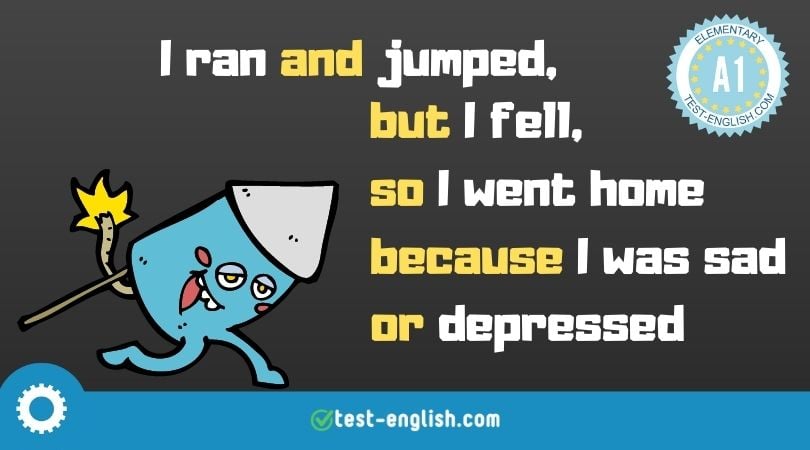 I ran and jumped,
but I fell,
so I went home
because I was sad
or depressed
ELEMENTARY
A1
TEST-ENGLISH.COM
test-english.com